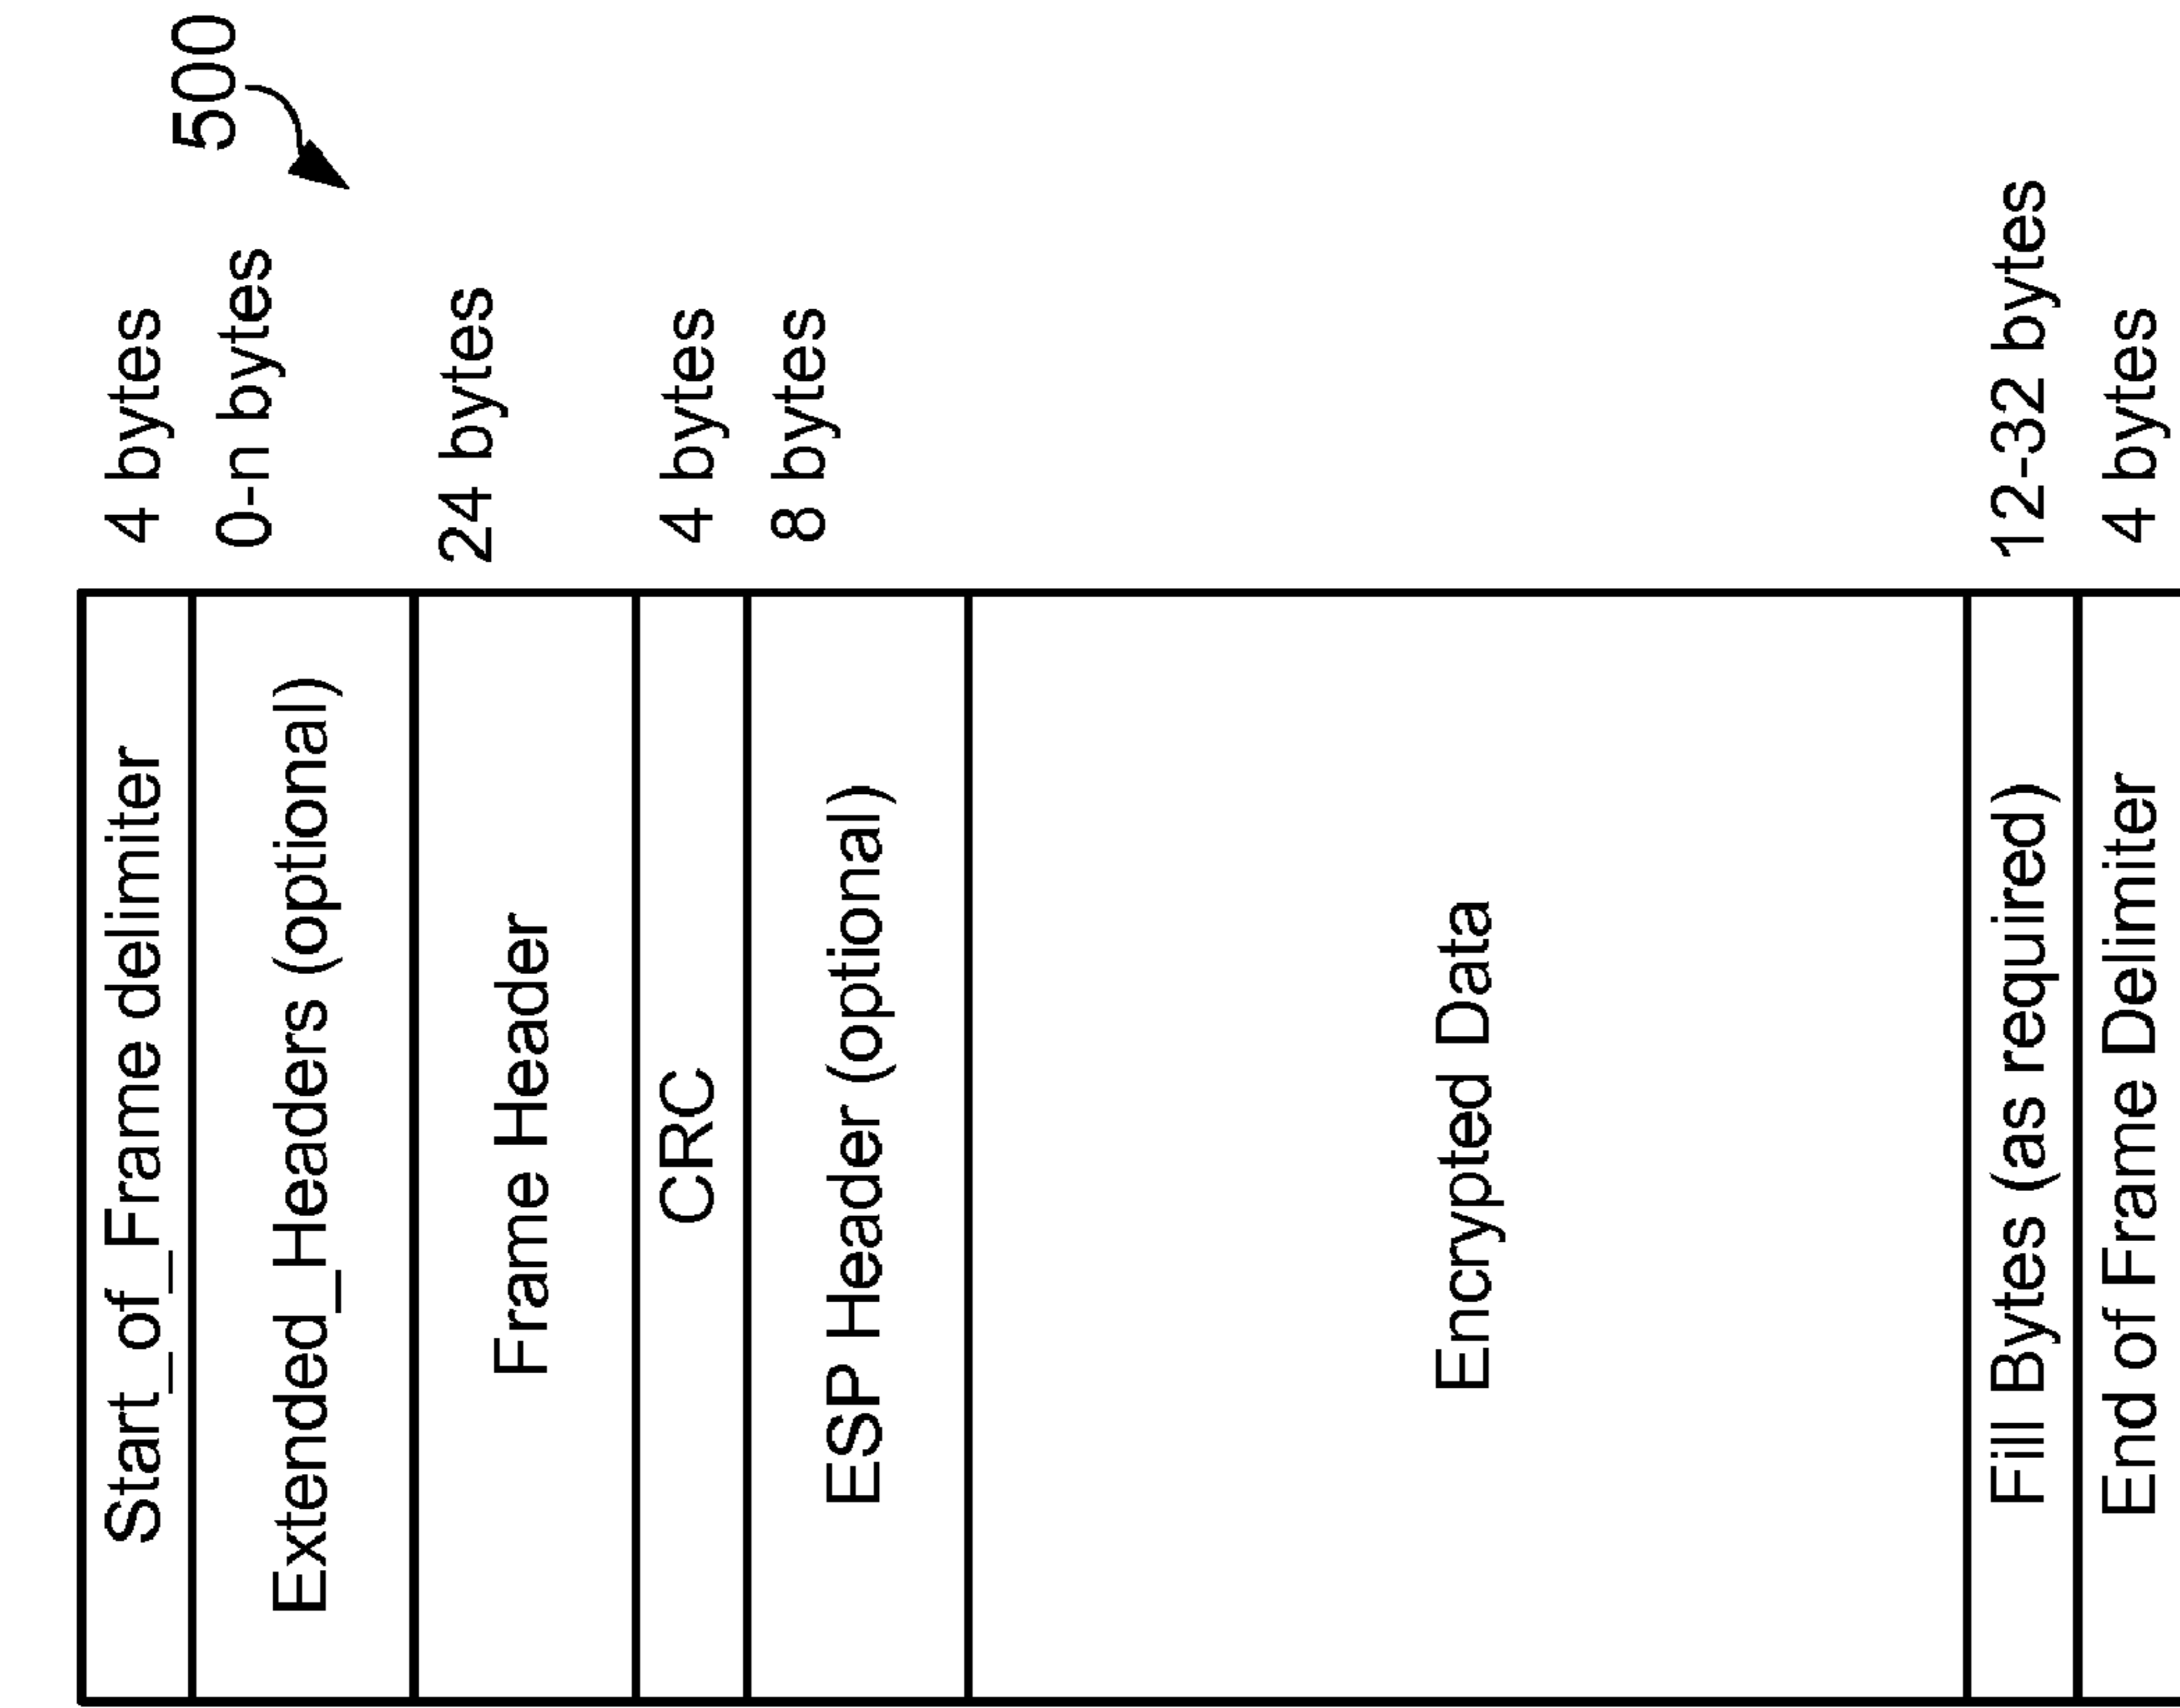 500
Start_of_Frame delimiter
4 bytes
Extended_Headers (optional)
0-n bytes
Frame Header
24 bytes
CRC
4 bytes
ESP Header (optional)
8 bytes
Encrypted Data
Fill Bytes (as required)
12-32 bytes
End of Frame Delimiter
4 bytes